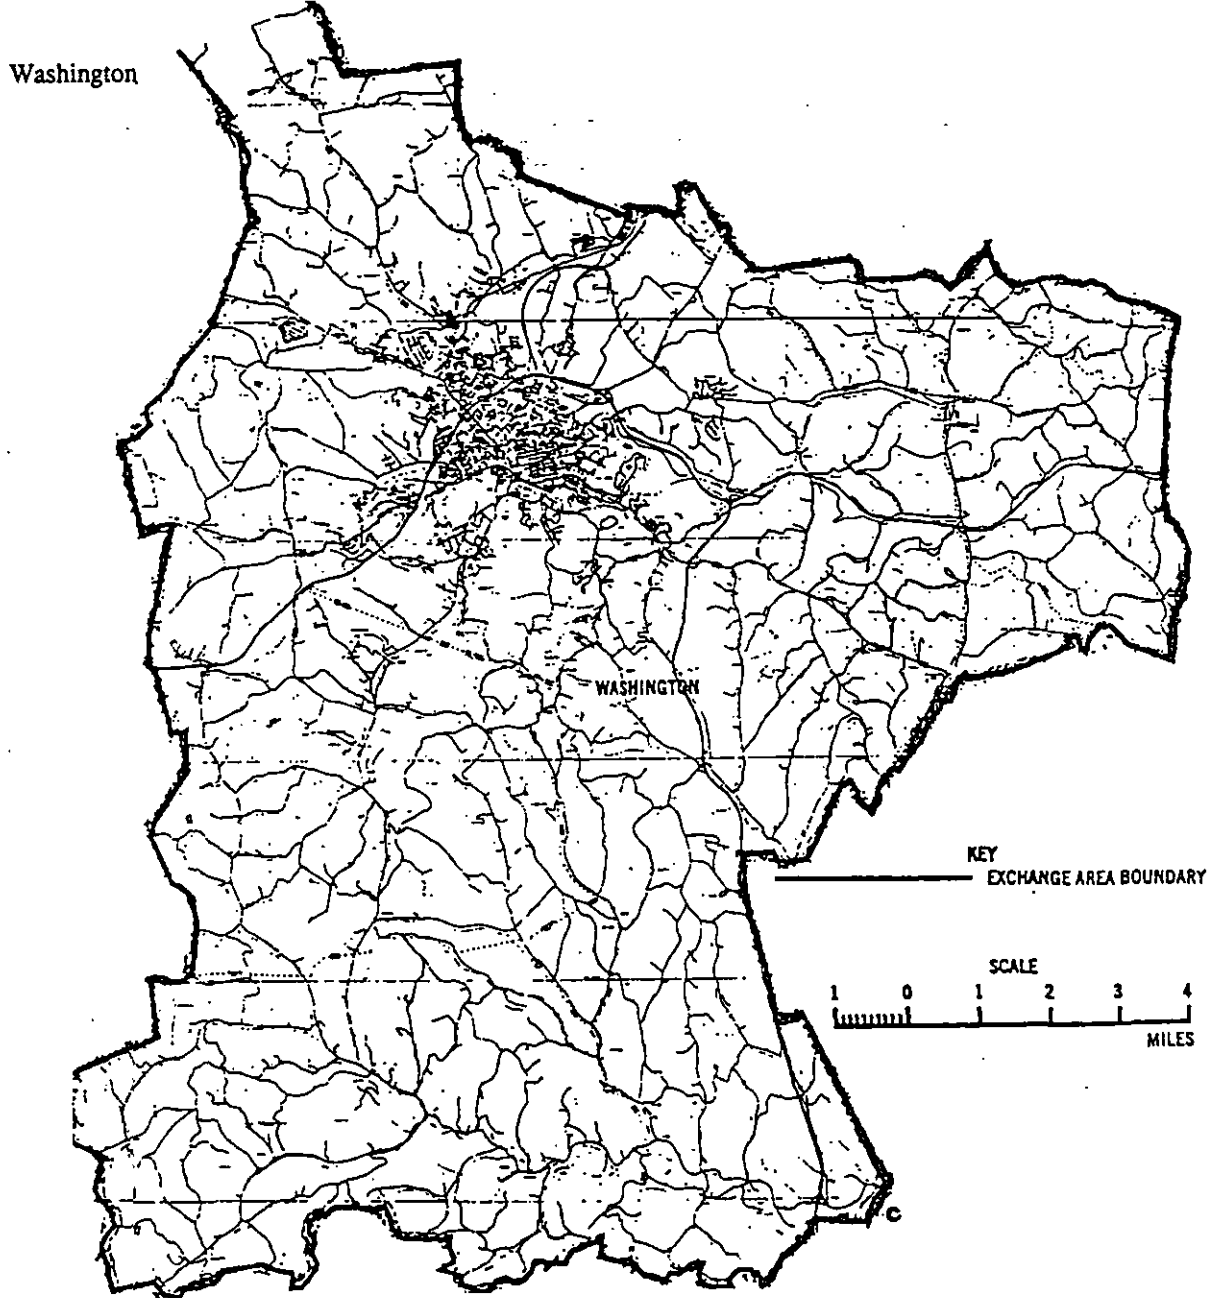 Washington
WASHINGTON
KEY
EXCHANGE AREA BOUNDARY
SCALE
1 0 1 2 3 4
MILES
C